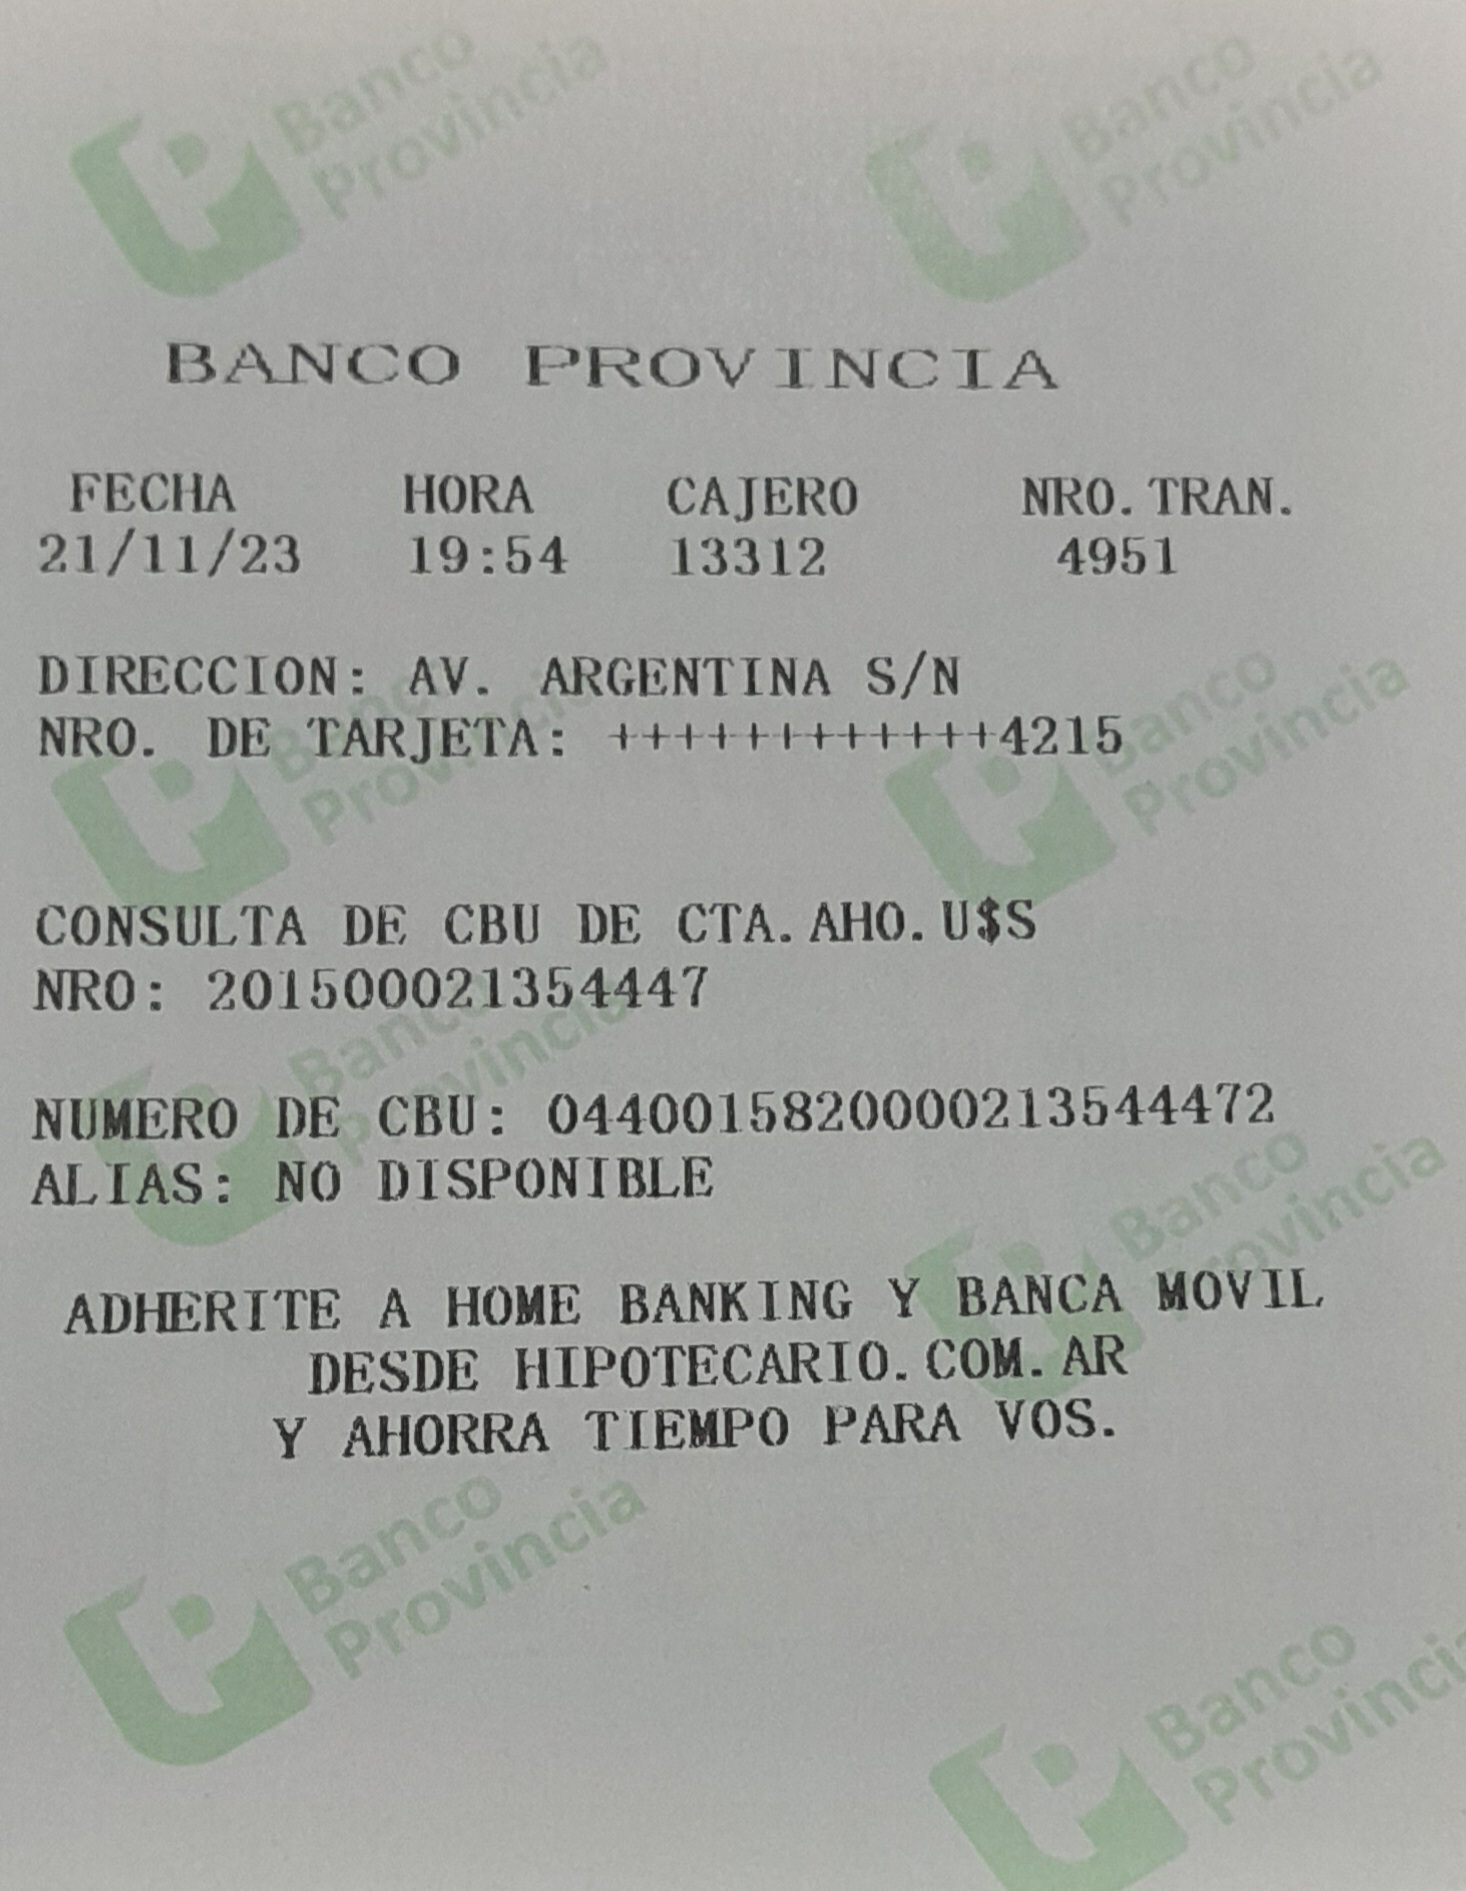 Banco
Provincia
Banco
Provincia
BANCO PROVINCIA
FECHA HORA CAJERO NRO.TRAN.
21/11/23 19:54 13312 4951
DIRECCION: AV. ARGENTINA S/N
NRO. DE TARJETA: ++++++++++++4215
Banco
Provincia
Banco
Provincia
CONSULTA DE CBU DE CTA.AHO.U$S
NRO: 201500021354447
Banco
Provincia
NUMERO DE CBU: 0440015820000213544472
ALIAS: NO DISPONIBLE
Banco
Provincia
ADHERITE A HOME BANKING Y BANCA MOVIL
DESDE HIPOTECARIO.COM.AR
Y AHORRA TIEMPO PARA VOS.
Banco
Provincia
Banco
Provincia